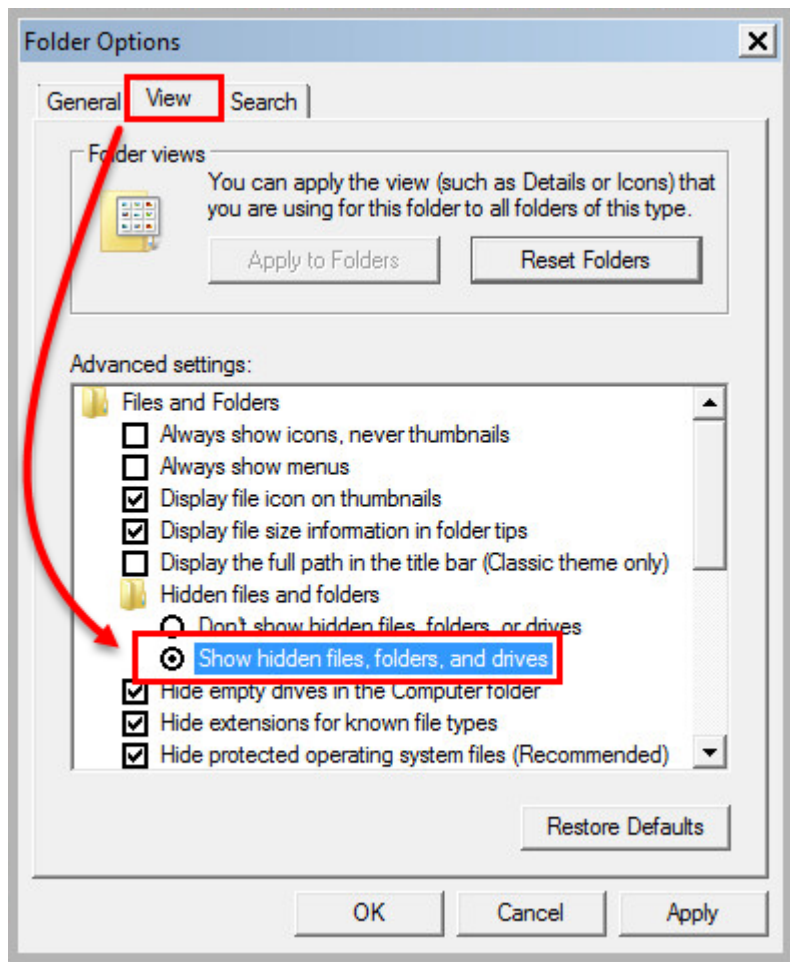 Folder Options
General View Search
Folder views
You can apply the view (such as Details or Icons) that
you are using for this folder to all folders of this type.
Apply to Folders Reset Folders
Advanced settings:
Files and Folders
Always show icons, never thumbnails
Always show menus
Display file icon on thumbnails
Display file size information in folder tips
Display the full path in the title bar (Classic theme only)
Hidden files and folders
Don't show hidden files, folders, or drives
Show hidden files, folders, and drives
Hide empty drives in the Computer folder
Hide extensions for known file types
Hide protected operating system files (Recommended)
Restore Defaults
OK Cancel Apply